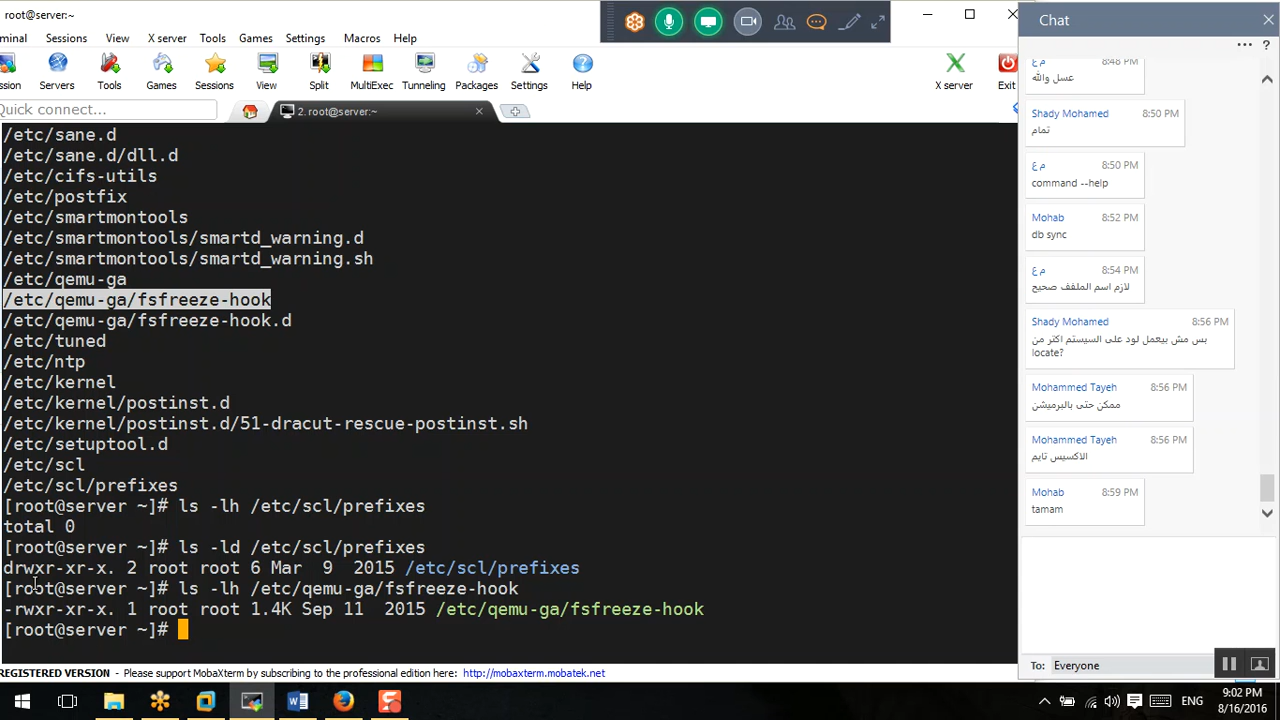 root@server:~
minal Sessions View X server Tools Games Settings Macros Help
sion Servers Tools Games Sessions View Split MultiExec Tunneling Packages Settings Help X server Exit
Quick connect...
2. root@server:~
/etc/sane.d
/etc/sane.d/dll.d
/etc/cifs-utils
/etc/postfix
/etc/smartmontools
/etc/smartmontools/smartd_warning.d
/etc/smartmontools/smartd_warning.sh
/etc/qemu-ga
/etc/qemu-ga/fsfreeze-hook
/etc/qemu-ga/fsfreeze-hook.d
/etc/tuned
/etc/ntp
/etc/kernel
/etc/kernel/postinst.d
/etc/kernel/postinst.d/51-dracut-rescue-postinst.sh
/etc/setuptool.d
/etc/scl
/etc/scl/prefixes
[root@server ~]# ls -lh /etc/scl/prefixes
total 0
[root@server ~]# ls -ld /etc/scl/prefixes
drwxr-xr-x. 2 root root 6 Mar  9  2015 /etc/scl/prefixes
[root@server ~]# ls -lh /etc/qemu-ga/fsfreeze-hook
-rwxr-xr-x. 1 root root 1.4K Sep 11  2015 /etc/qemu-ga/fsfreeze-hook
[root@server ~]#
REGISTERED VERSION - Please support MobaXterm by subscribing to the professional edition here: http://mobaxterm.mobatek.net
Chat
م ع 8:48 PM
عسل والله
Shady Mohamed 8:50 PM
تمام
م ع 8:50 PM
command --help
Mohab 8:52 PM
db sync
م ع 8:54 PM
لازم اسم الملفف صحيح
Shady Mohamed 8:56 PM
بس مش بيعمل لود على السيستم اكتر من
locate?
Mohammed Tayeh 8:56 PM
ممكن حتى بالبرميشن
Mohammed Tayeh 8:56 PM
الاكسيس تايم
Mohab 8:59 PM
tamam
To: Everyone
ENG
9:02 PM
8/16/2016